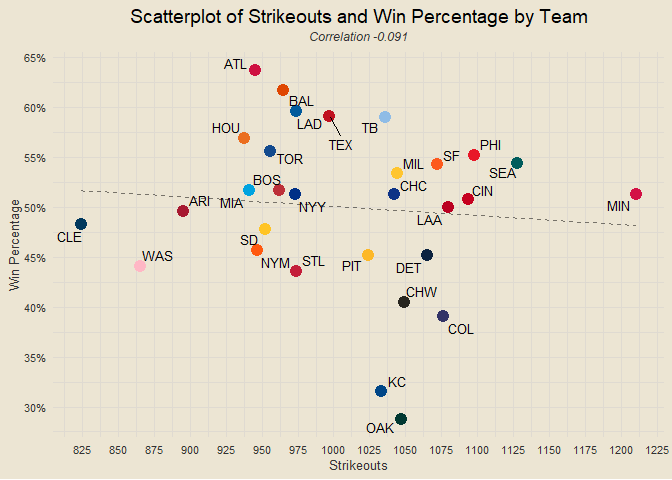 Scatterplot of Strikeouts and Win Percentage by Team
Correlation -0.091
65%
60%
55%
50%
45%
40%
35%
30%
Win Percentage
ATL
BAL
LAD
TEX
TB
HOU
TOR
MIL
SF
PHI
SEA
BOS
MIA
NYY
CHC
CIN
LAA
MIN
ARI
CLE
WAS
SD
NYM
STL
PIT
DET
CHW
COL
KC
OAK
825 850 875 900 925 950 975 1000 1025 1050 1075 1100 1125 1150 1175 1200 1225
Strikeouts